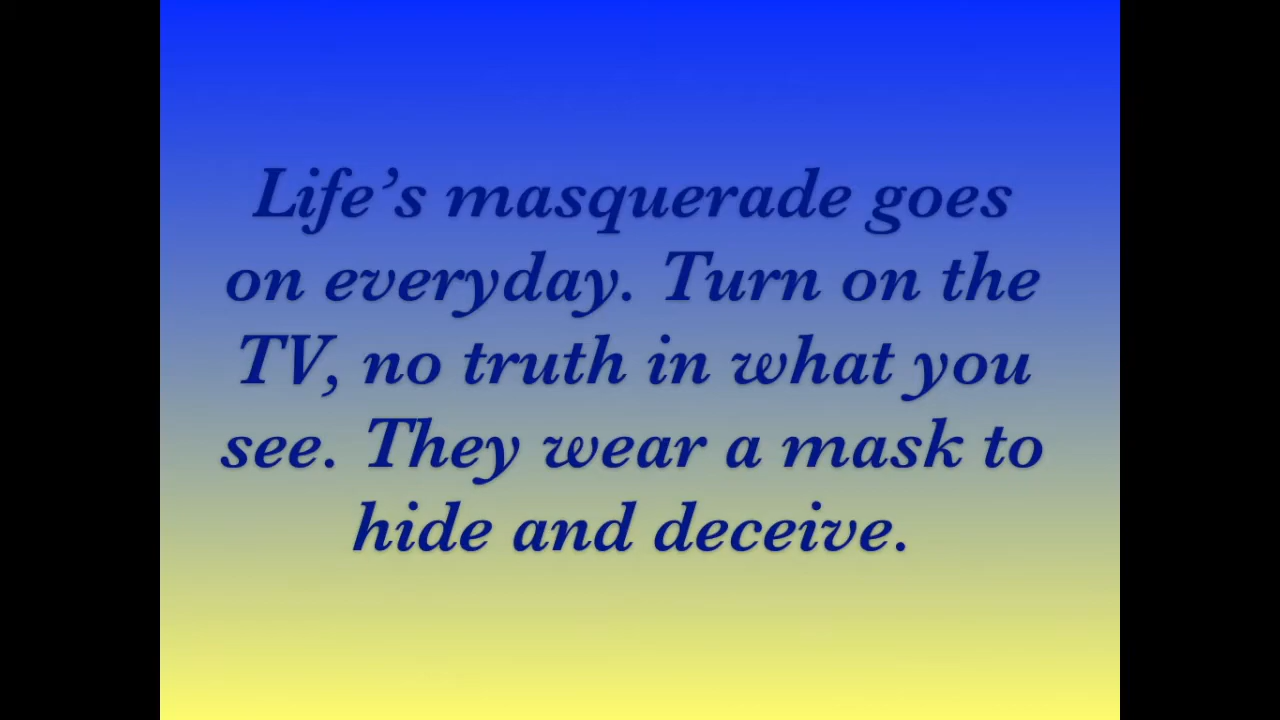 Life’s masquerade goes
on everyday. Turn on the
TV, no truth in what you
see. They wear a mask to
hide and deceive.